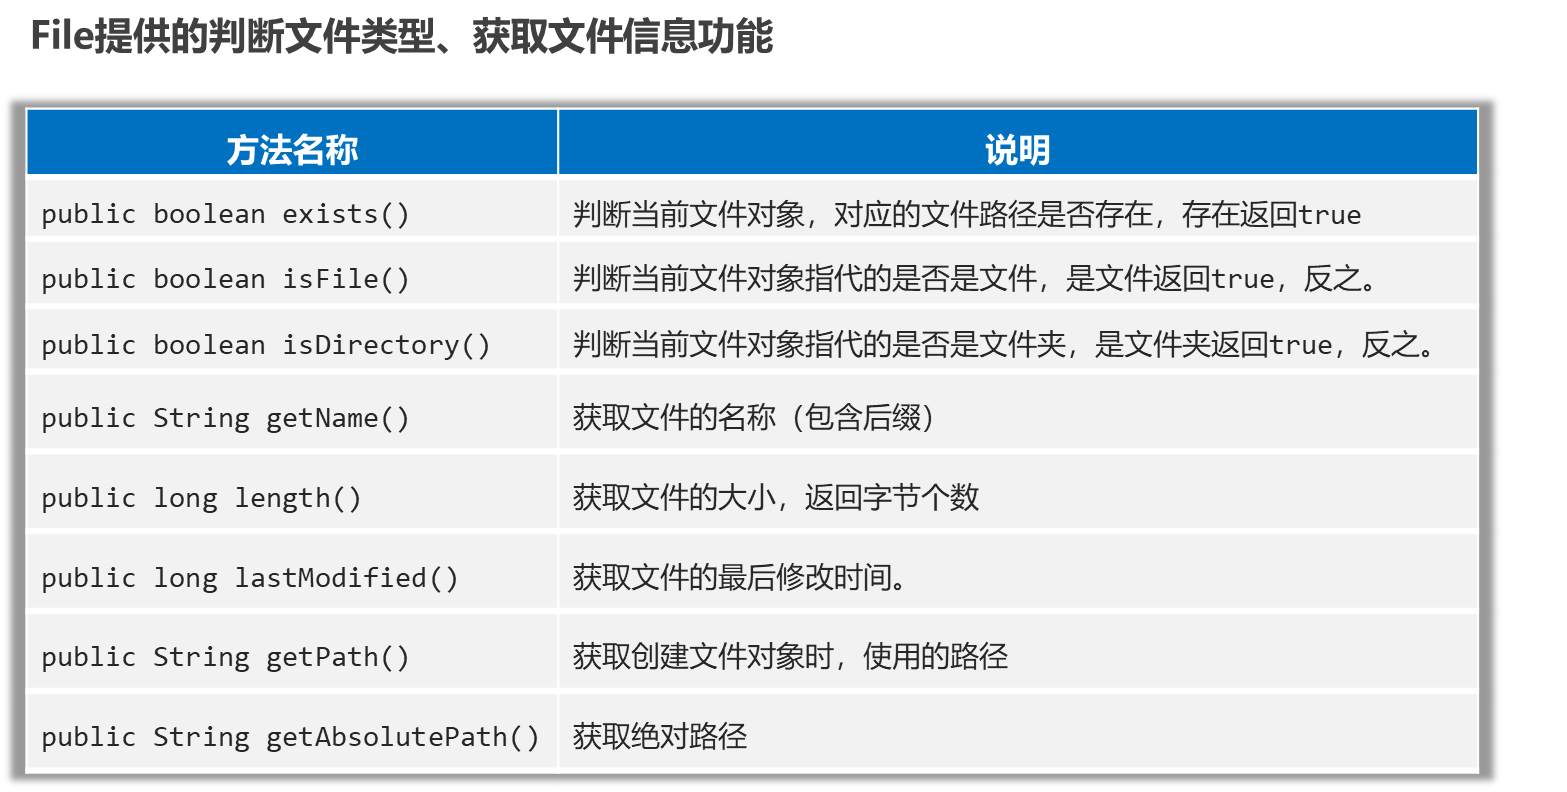 File提供的判断文件类型、获取文件信息功能
方法名称 说明
public boolean exists() 判断当前文件对象，对应的文件路径是否存在，存在返回true
public boolean isFile() 判断当前文件对象指代的是否是文件，是文件返回true，反之。
public boolean isDirectory() 判断当前文件对象指代的是否是文件夹，是文件夹返回true，反之。
public String getName() 获取文件的名称（包含后缀）
public long length() 获取文件的大小，返回字节个数
public long lastModified() 获取文件的最后修改时间。
public String getPath() 获取创建文件对象时，使用的路径
public String getAbsolutePath() 获取绝对路径